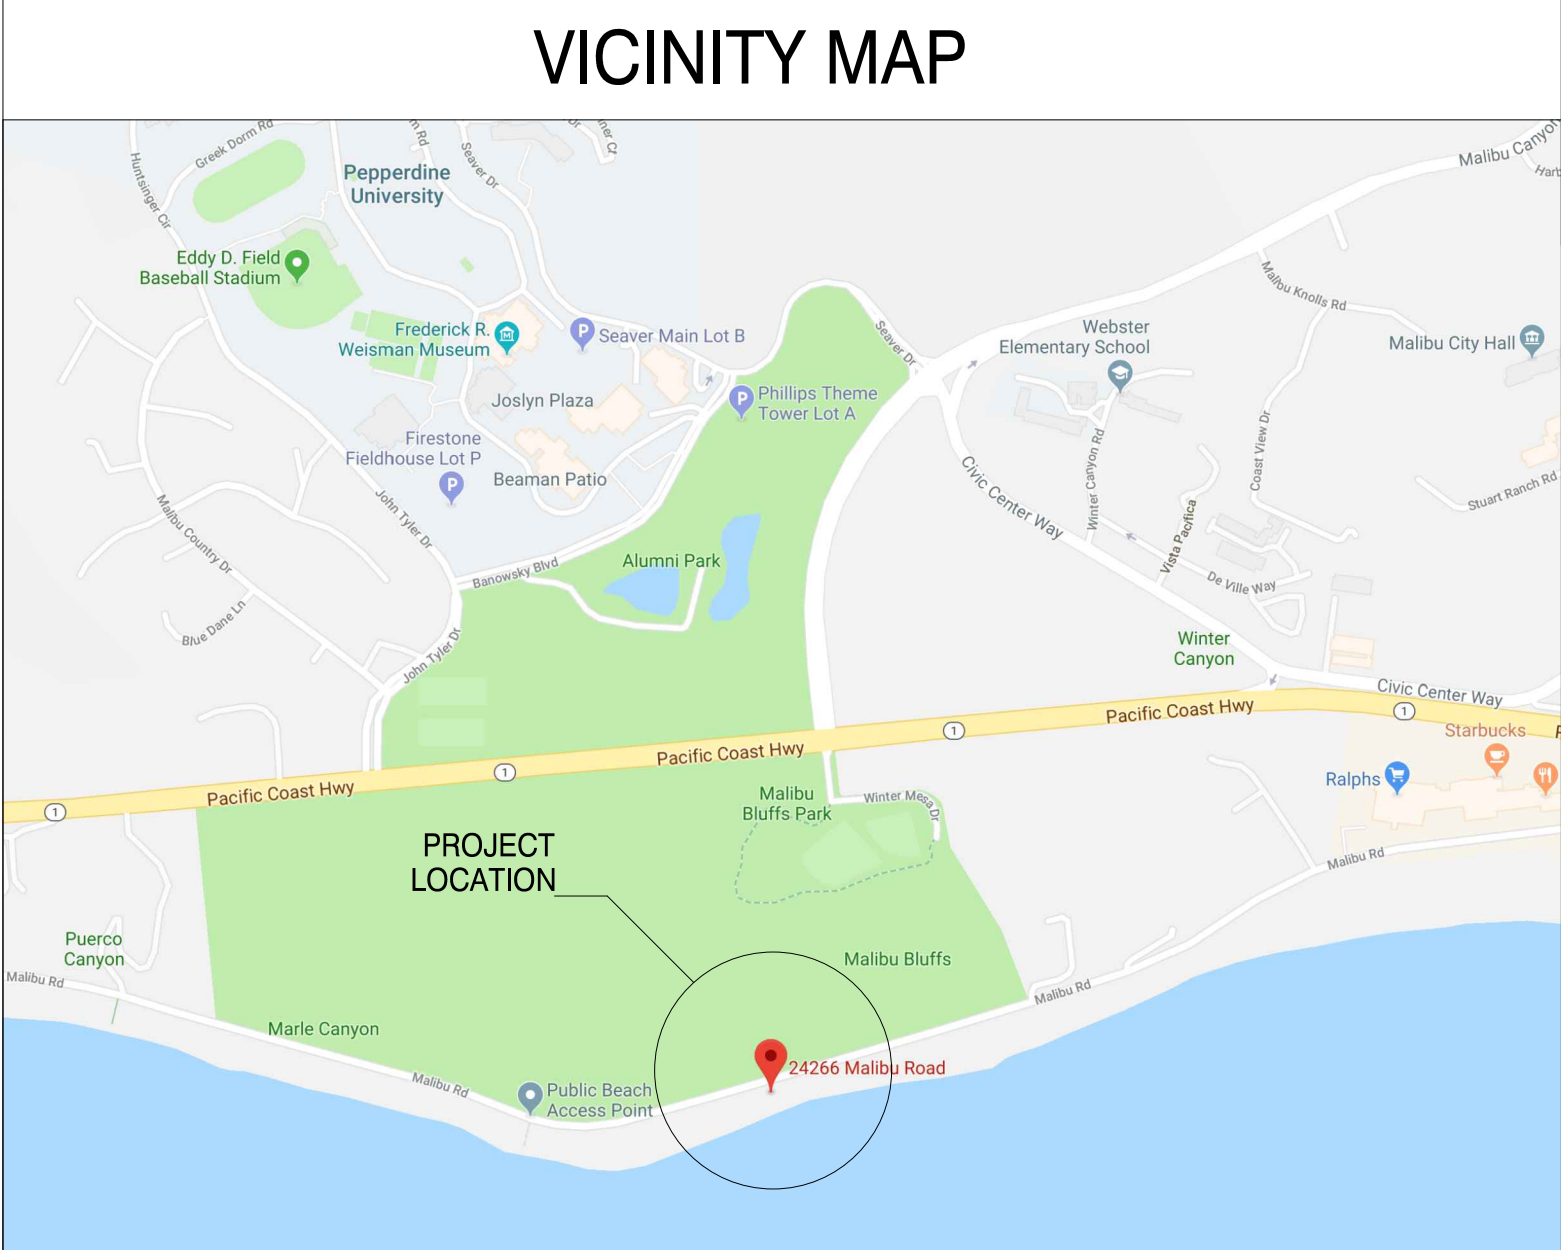 VICINITY MAP
Greek Dorm Rd
Huntsinger Cir
m Rd
Seaver Dr
Dr
ner Cr
Pepperdine
University
Malibu Canyon
Harb
Eddy D. Field
Baseball Stadium
Malibu Knolls Rd
Frederick R.
Weisman Museum
P
Seaver Main Lot B
Seaver Dr
Webster
Elementary School
Malibu City Hall
Joslyn Plaza
P
Phillips Theme
Tower Lot A
Firestone
Fieldhouse Lot P
P
Beaman Patio
Civic Center Way
Winter Canyon Rd
Coast View Dr
Stuart Ranch Rd
Malibu Country Dr
John Tyler Dr
Vista Pacifica
Banowsky Blvd
Alumni Park
De Ville Way
Blue Dane Ln
John Tyler Dr
Winter
Canyon
Civic Center Way
Pacific Coast Hwy
1
Starbucks
Pacific Coast Hwy
1
Ralphs
Pacific Coast Hwy
1
1
Malibu
Bluffs Park
Winter Mesa Dr
PROJECT
LOCATION
Malibu Rd
Puerco
Canyon
Malibu Bluffs
Malibu Rd
Malibu Rd
Marle Canyon
24266 Malibu Road
Malibu Rd
Public Beach
Access Point